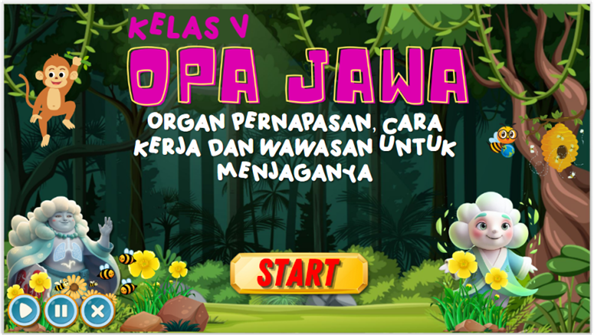 KELAS V
OPA JAWA
ORGAN PERNAPASAN, CARA
KERJA DAN WAWASAN UNTUK
MENJAGANYA
START